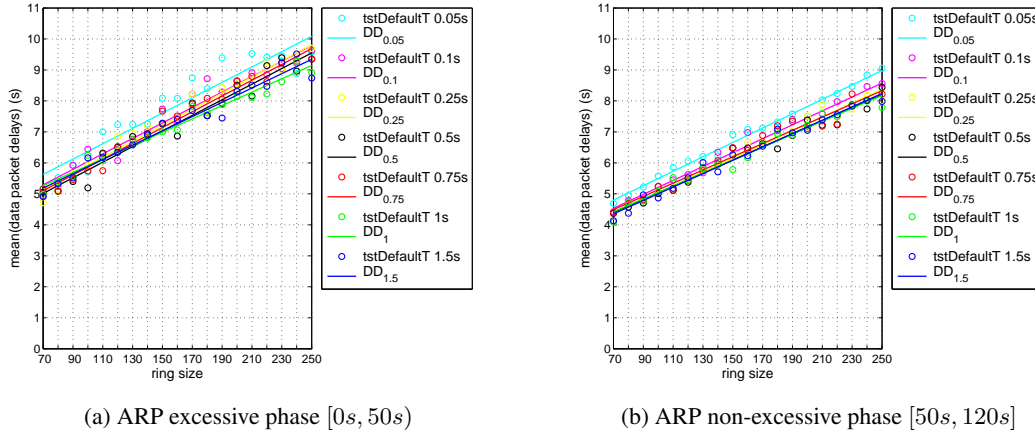 mean(data packet delays) (s)
11
10
9
8
7
6
5
4
3
2
1
0
70 90 110 130 150 170 190 210 230 250
ring size
tstDefaultT 0.05s
DD0.05
tstDefaultT 0.1s
DD0.1
tstDefaultT 0.25s
DD0.25
tstDefaultT 0.5s
DD0.5
tstDefaultT 0.75s
DD0.75
tstDefaultT 1s
DD1
tstDefaultT 1.5s
DD1.5
(a) ARP excessive phase [0s, 50s)
mean(data packet delays) (s)
11
10
9
8
7
6
5
4
3
2
1
0
70 90 110 130 150 170 190 210 230 250
ring size
tstDefaultT 0.05s
DD0.05
tstDefaultT 0.1s
DD0.1
tstDefaultT 0.25s
DD0.25
tstDefaultT 0.5s
DD0.5
tstDefaultT 0.75s
DD0.75
tstDefaultT 1s
DD1
tstDefaultT 1.5s
DD1.5
(b) ARP non-excessive phase [50s, 120s]